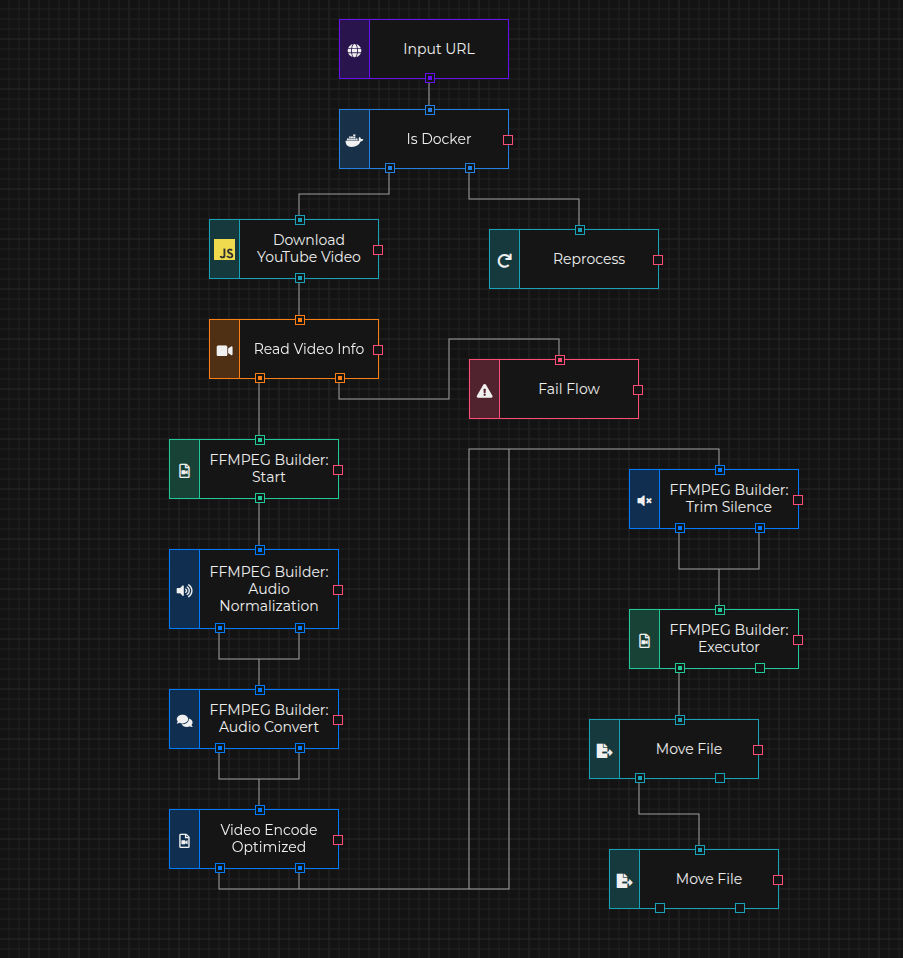 Input URL
Is Docker
Download
YouTube Video
JS
Reprocess
Read Video Info
Fail Flow
FFMPEG Builder:
Start
FFMPEG Builder:
Audio
Normalization
FFMPEG Builder:
Audio Convert
Video Encode
Optimized
FFMPEG Builder:
Trim Silence
FFMPEG Builder:
Executor
Move File
Move File